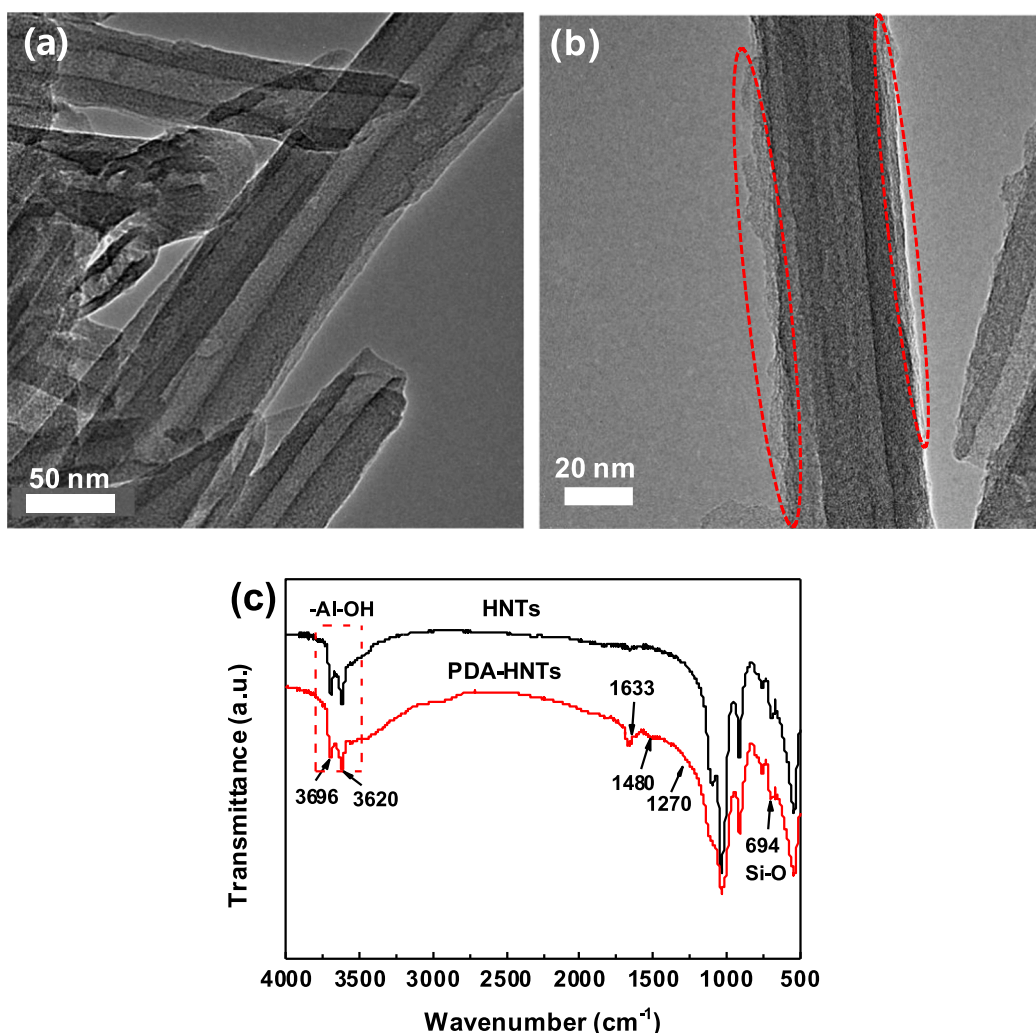 (a)
50 nm
(b)
20 nm
(c)
-Al-OH
HNTs
PDA-HNTs
1633
3696
3620
1480
1270
694
Si-O
Transmittance (a.u.)
4000 3500 3000 2500 2000 1500 1000 500
Wavenumber (cm⁻¹)